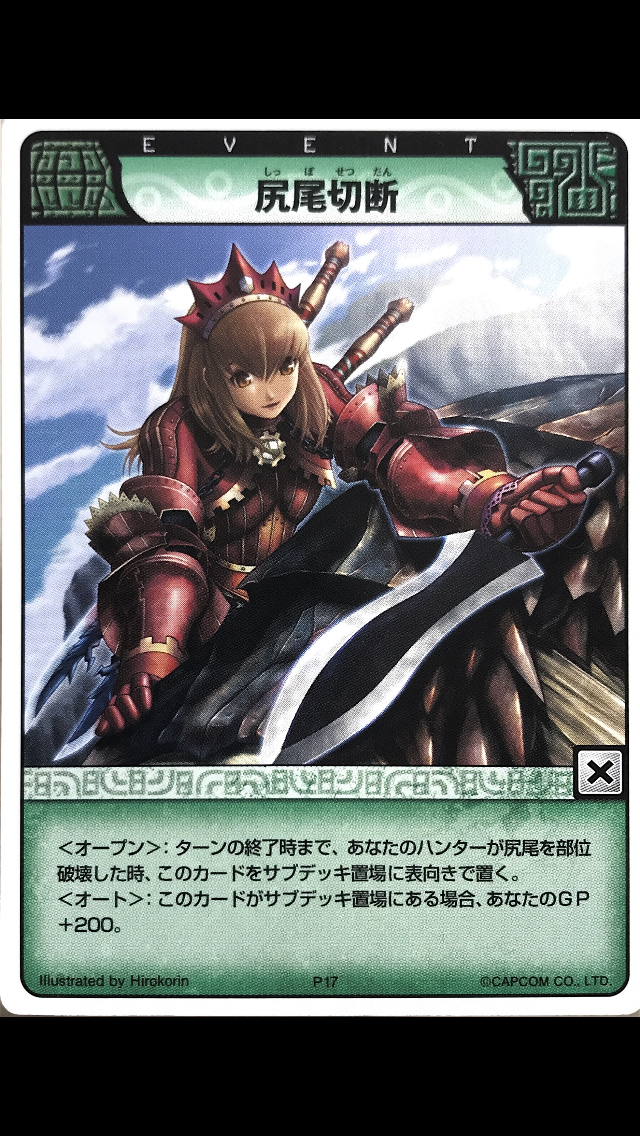 EVENT
しっぽせつだん
尻尾切断
<オープン>:ターンの終了時まで、あなたのハンターが尻尾を部位
破壊した時、このカードをサブデッキ置場に表向きで置く。
<オート>:このカードがサブデッキ置場にある場合、あなたのGP
+200。
Illustrated by Hirokorin
P17
©CAPCOM CO., LTD.